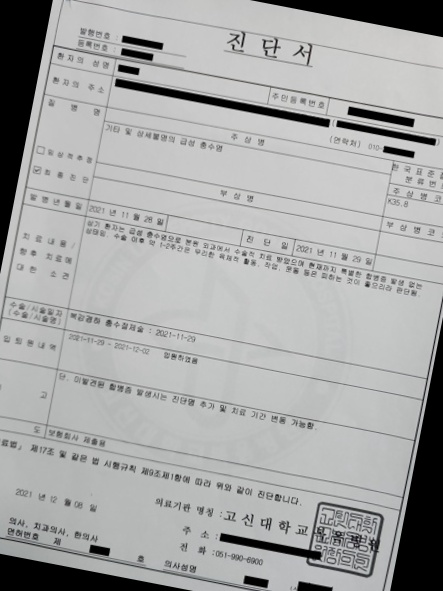 진 단 서
발행번호 :
등록번호 :
환자의 성명
주민등록번호
환자의 주소
(연락처) 010-
질 병 명
주 상 병
한 국 표 준
분 류 번
기타 및 상세불명의 급성 충수염
주 상 병 코
K35.8
임상적추정
최 종 진 단
부 상 병
부 상 병 코
발 병 년 월 일
2021 년 11 월 28 일
진 단 일
2021 년 11 월 29 일
치 료 내 용 /
향후 치료에
대 한 소견
상기 환자는 급성 충수염으로 본원 외과에서 수술적 치료 받았으며 현재까지 특별한 합병증 발생 없는
상태임. 수술 이후 약 1-2주간은 무리한 육체적 활동, 작업, 운동 등은 피하는 것이 좋으리라 판단됨.
수술/시술일자
(수술/시술명)
복강경하 충수절제술 : 2021-11-29
입 퇴 원 내 역
2021-11-29 ~ 2021-12-02 입원하였음
고
단, 미발견된 합병증 발생시는 진단명 추가 및 치료 기간 변동 가능함.
도
보험회사 제출용
료법」 제17조 및 같은 법 시행규칙 제9조제1항에 따라 위와 같이 진단합니다.
2021 년 12 월 06 일
의료기관 명칭 : 고신대학교복음병원
주 소 :
전 화 : 051-990-6900
의사, 치과의사, 한의사
면허번호 제 호 의사성명